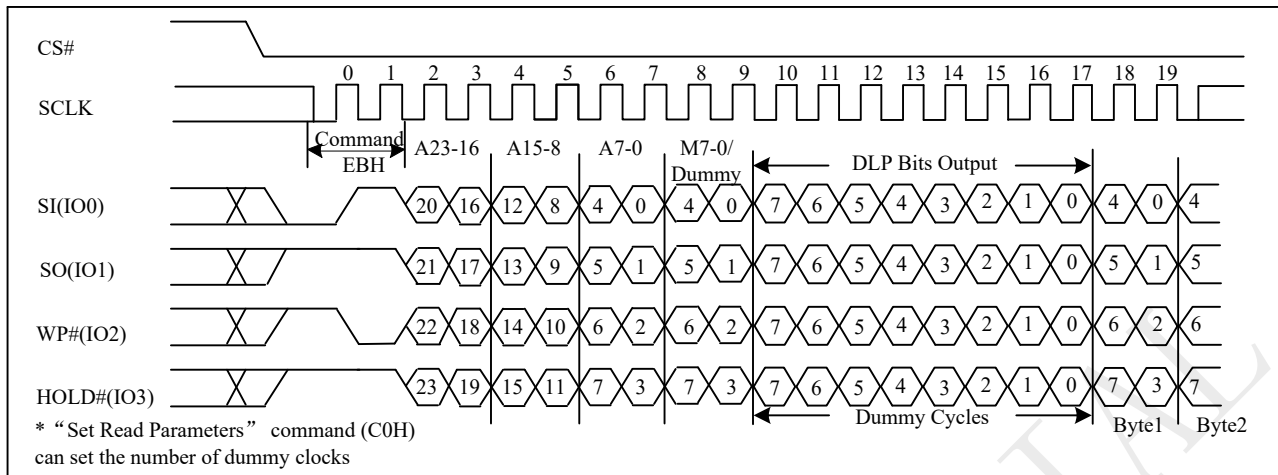 CS#
0 1 2 3 4 5 6 7 8 9 10 11 12 13 14 15 16 17 18 19
SCLK
Command
EBH
A23-16 A15-8 A7-0 M7-0/
Dummy
DLP Bits Output
SI(IO0) 20 16 12 8 4 0 4 0 7 6 5 4 3 2 1 0 4 0 4
SO(IO1) 21 17 13 9 5 1 5 1 7 6 5 4 3 2 1 0 5 1 5
WP#(IO2) 22 18 14 10 6 2 6 2 7 6 5 4 3 2 1 0 6 2 6
HOLD#(IO3) 23 19 15 11 7 3 7 3 7 6 5 4 3 2 1 0 7 3 7
Dummy Cycles Byte1 Byte2
* “Set Read Parameters” command (C0H)
can set the number of dummy clocks